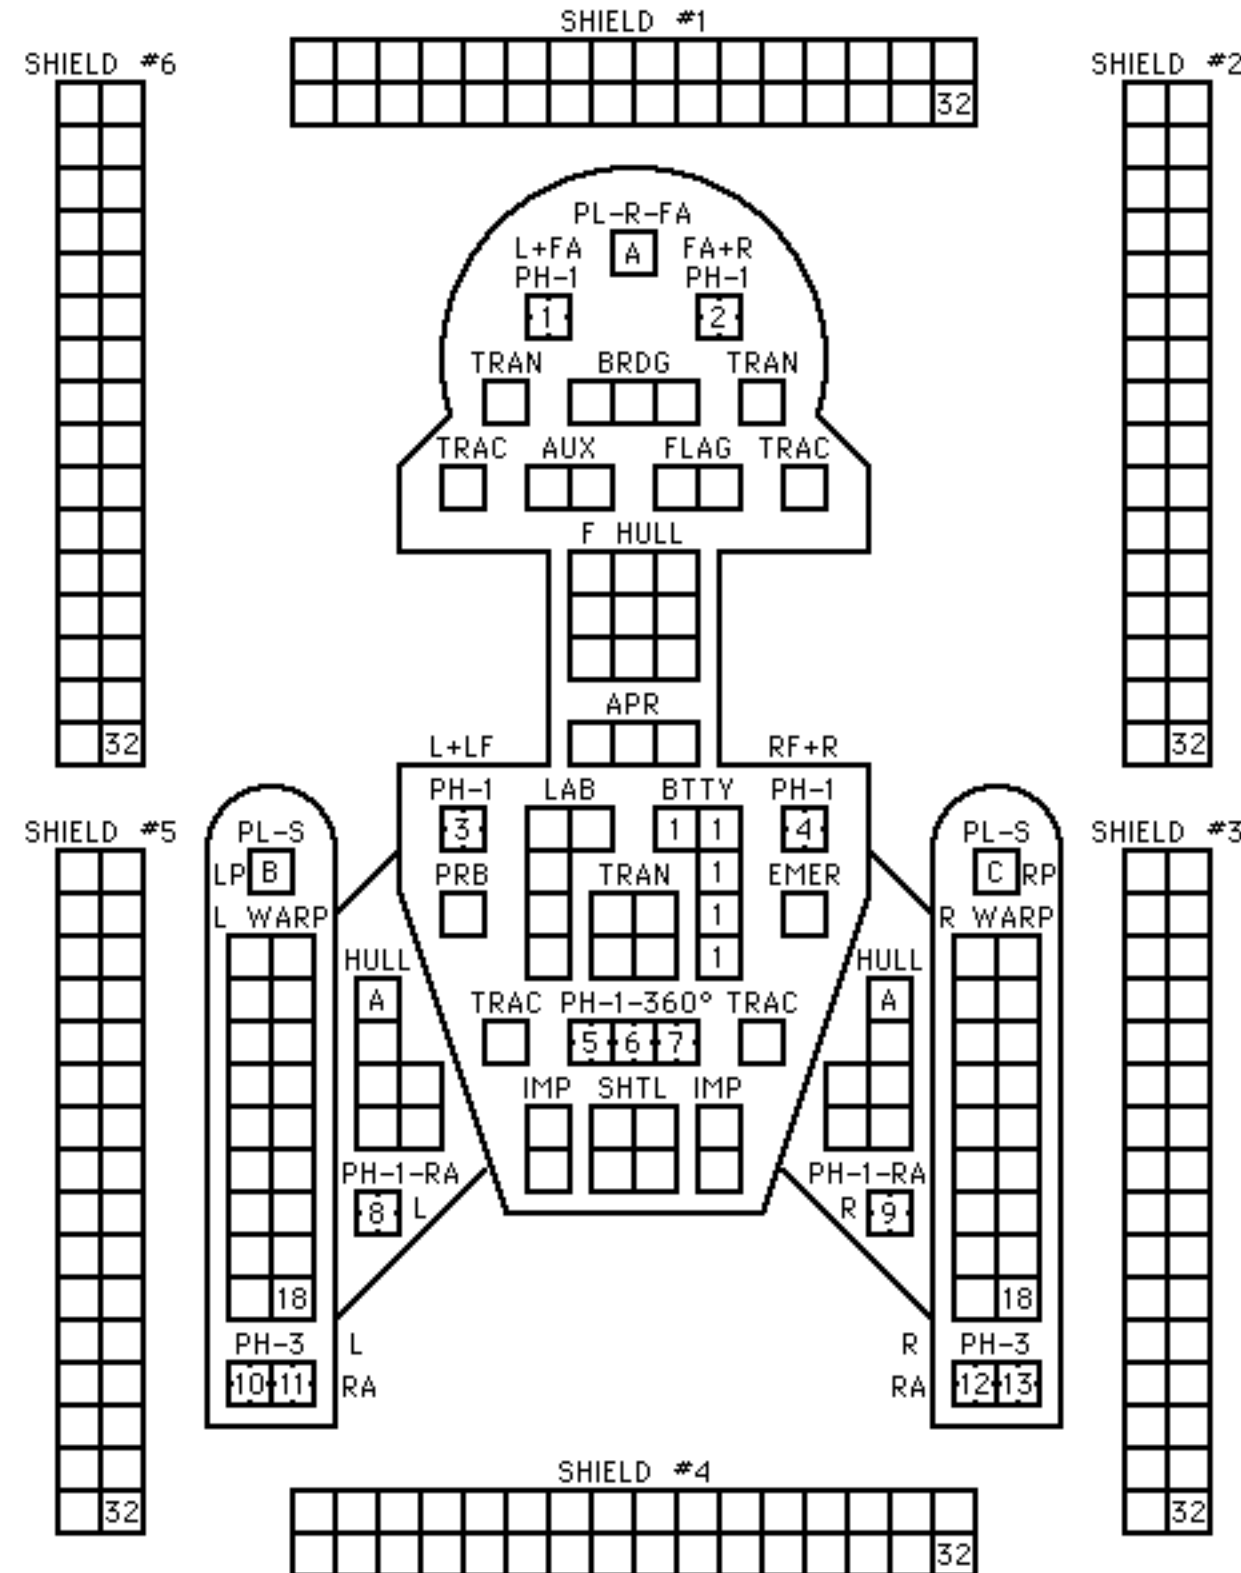 SHIELD #1
SHIELD #6
SHIELD #2
32
PL-R-FA
L+FA A FA+R
PH-1 PH-1
1 2
TRAN BRDG TRAN
TRAC AUX FLAG TRAC
F HULL
APR
32 32
L+LF RF+R
PH-1 LAB BTTY PH-1
3 1 1 4
SHIELD #5 PL-S PL-S SHIELD #3
LP B C RP
PRB TRAN 1 EMER
L WARP 1 R WARP
HULL 1 HULL
A A
TRAC PH-1-360° TRAC
5 6 7
IMP SHTL IMP
PH-1-RA PH-1-RA
8 L R 9
18 18
PH-3 L R PH-3
10 11 RA RA 12 13
SHIELD #4
32 32
32